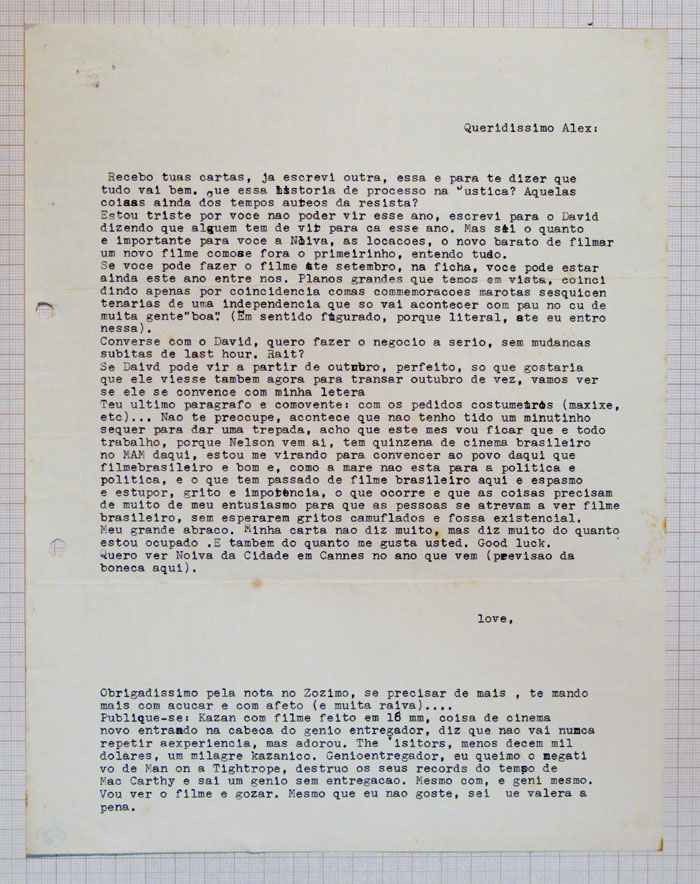 Queridissimo Alex:
Recebo tuas cartas, ja escrevi outra, essa e para te dizer que
tudo vai bem. que essa historia de processo na "ustica? Aquelas
coisas ainda dos tempos aureos da resista?
Estou triste por voce nao poder vir esse ano, escrevi para o David
dizendo que alguem tem de vir para ca esse ano. Mas sei o quanto
e importante para voce a Noiva, as locacoes, o novo barato de filmar
um novo filme comose fora o primeirinho, entendo tudo.
Se voce pode fazer o filme ate setembro, na ficha, voce pode estar
ainda este ano entre nos. Planos grandes que temos em vista, coinci
dindo apenas por coincidencia comas commemoracoes marotas sesquicen
tenarias de uma independencia que so vai acontecer com pau no cu de
muita gente"boa". (Em sentido figurado, porque literal, ate eu entro
nessa).
Converse com o David, quero fazer o negocio a serio, sem mudancas
subitas de last hour. Rait?
Se Daivd pode vir a partir de outubro, perfeito, so que gostaria
que ele viesse tambem agora para transar outubro de vez, vamos ver
se ele se convence com minha letera
Teu ultimo paragrafo e comovente: com os pedidos costumeiros (maxixe,
etc)... Nao te preocupe, acontece que nao tenho tido um minutinho
sequer para dar uma trepada, acho que este mes vou ficar que e todo
trabalho, porque Nelson vem ai, tem quinzena de cinema brasileiro
no MAM daqui, estou me virando para convencer ao povo daqui que
filmebrasileiro e bom e, como a mare nao esta para a politica e
politica, e o que tem passado de filme brasileiro aqui e espasmo
e estupor, grito e impotencia, o que ocorre e que as coisas precisam
de muito de meu entusiasmo para que as pessoas se atrevam a ver filme
brasileiro, sem esperarem gritos camuflados e fossa existencial.
Meu grande abraco. Minha carta nao diz muito, mas diz muito do quanto
estou ocupado .E tambem do quanto me gusta usted. Good luck.
Quero ver Noiva da Cidade em Cannes no ano que vem (previsao da
boneca aqui).
love,
Obrigadissimo pela nota no Zozimo, se precisar de mais , te mando
mais com acucar e com afeto (e muita raiva)....
Publique-se: Kazan com filme feito em 16 mm, coisa de cinema
novo entrando na cabeca do genio entregador, diz que nao vai nunca
repetir aexperiencia, mas adorou. The "isitors, menos decem mil
dolares, um milagre kazanico. Genioentregador, eu queimo o negati
vo de Man on a Tightrope, destruo os seus records do tempo de
Mac Carthy e sai um genio sem entregacao. Mesmo com, e geni mesmo.
Vou ver o filme e gozar. Mesmo que eu nao goste, sei ue valera a
pena.